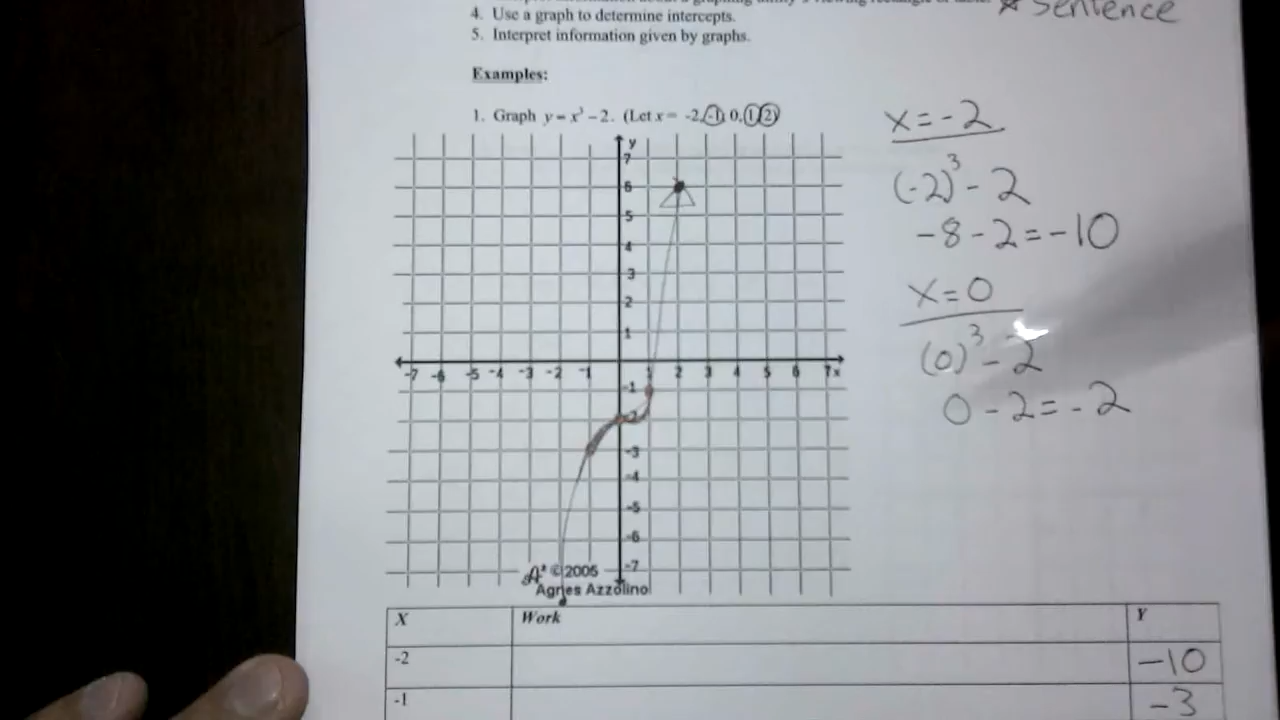 4. Use a graph to determine intercepts.
Sentence
5. Interpret information given by graphs.
Examples:
1. Graph y = x³ – 2. (Let x = -2, -1, 0, 1, 2)
y
7
6
5
4
3
2
1
-7 -6 -5 -4 -3 -2 -1 1 2 3 4 5 6 7 x
-1
-2
-3
-4
-5
-6
-7
A² © 2005
Agnes Azzolino
x = -2
(-2)³ - 2
-8 - 2 = -10
x = 0
(0)³ - 2
0 - 2 = -2
X Work Y
-2 -10
-1 -3